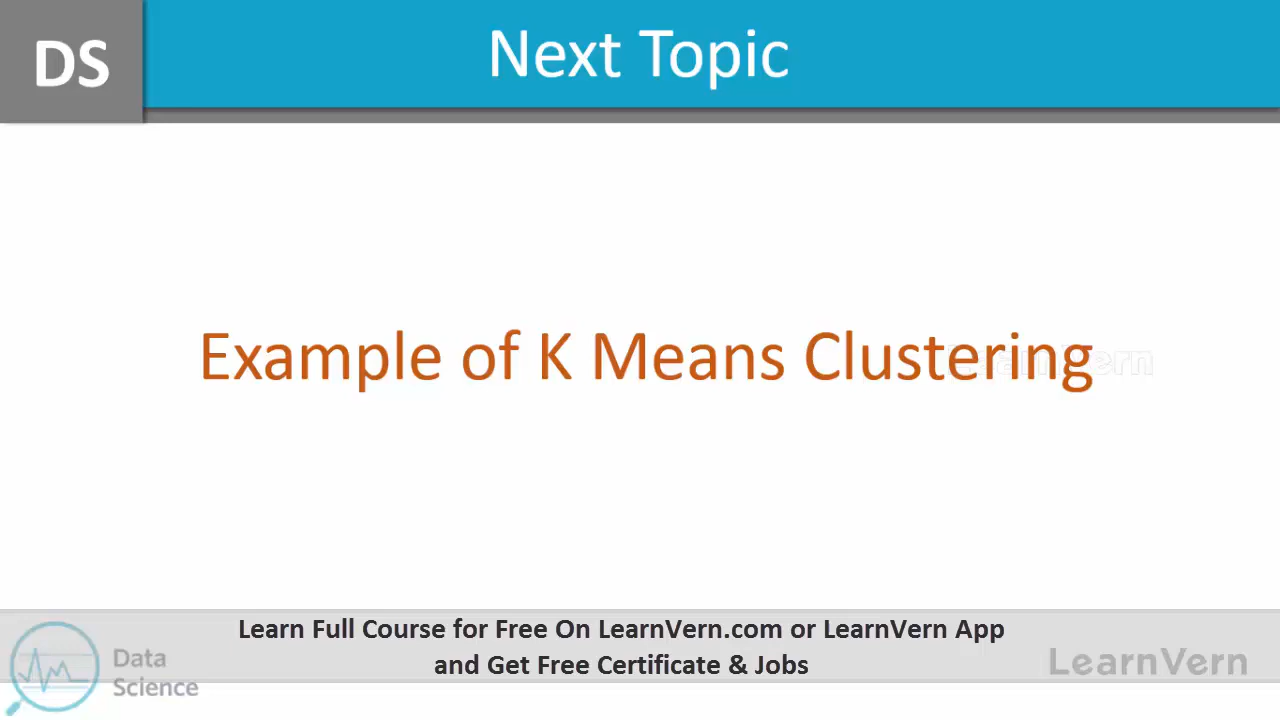 DS
Next Topic
Example of K Means Clustering
LearnVern
Learn Full Course for Free On LearnVern.com or LearnVern App
and Get Free Certificate & Jobs
Data
Science
LearnVern